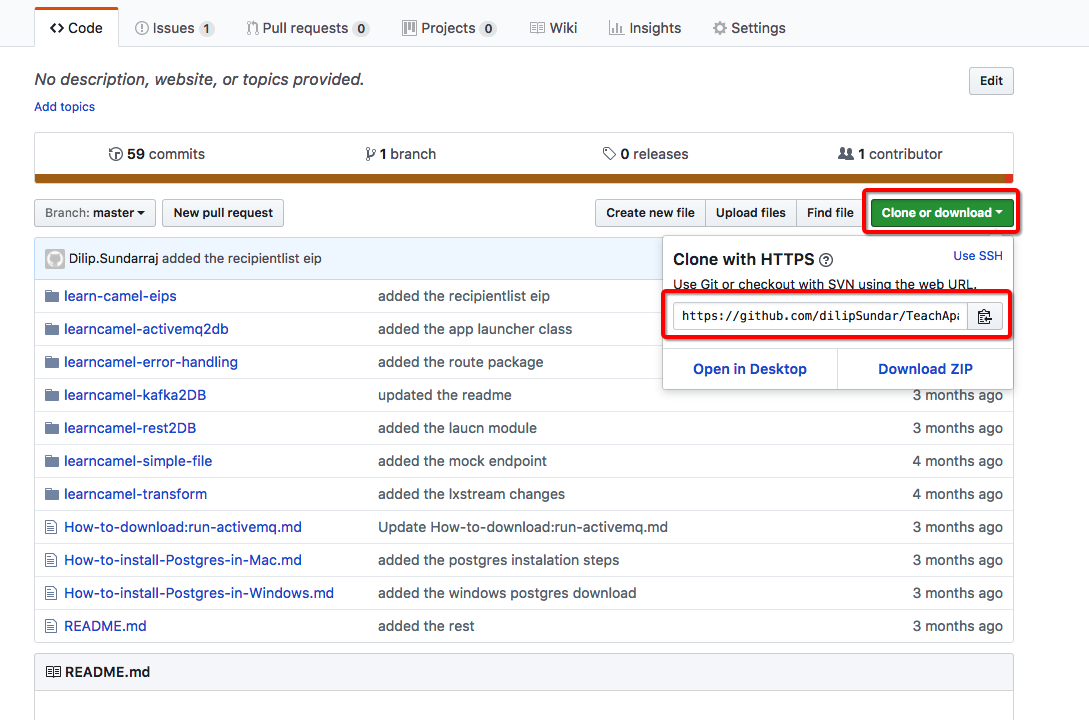 Code Issues 1 Pull requests 0 Projects 0 Wiki Insights Settings
No description, website, or topics provided. Edit
Add topics
59 commits 1 branch 0 releases 1 contributor
Branch: master New pull request Create new file Upload files Find file Clone or download
Dilip.Sundarraj added the recipientlist eip
Clone with HTTPS Use SSH
Use Git or checkout with SVN using the web URL.
https://github.com/dilipSundar/TeachApa
Open in Desktop Download ZIP
learn-camel-eips added the recipientlist eip
learncamel-activemq2db added the app launcher class
learncamel-error-handling added the route package
learncamel-kafka2DB updated the readme 3 months ago
learncamel-rest2DB added the laucn module 3 months ago
learncamel-simple-file added the mock endpoint 4 months ago
learncamel-transform added the lxstream changes 4 months ago
How-to-download:run-activemq.md Update How-to-download:run-activemq.md 3 months ago
How-to-install-Postgres-in-Mac.md added the postgres instalation steps 3 months ago
How-to-install-Postgres-in-Windows.md added the windows postgres download 3 months ago
README.md added the rest 3 months ago
README.md